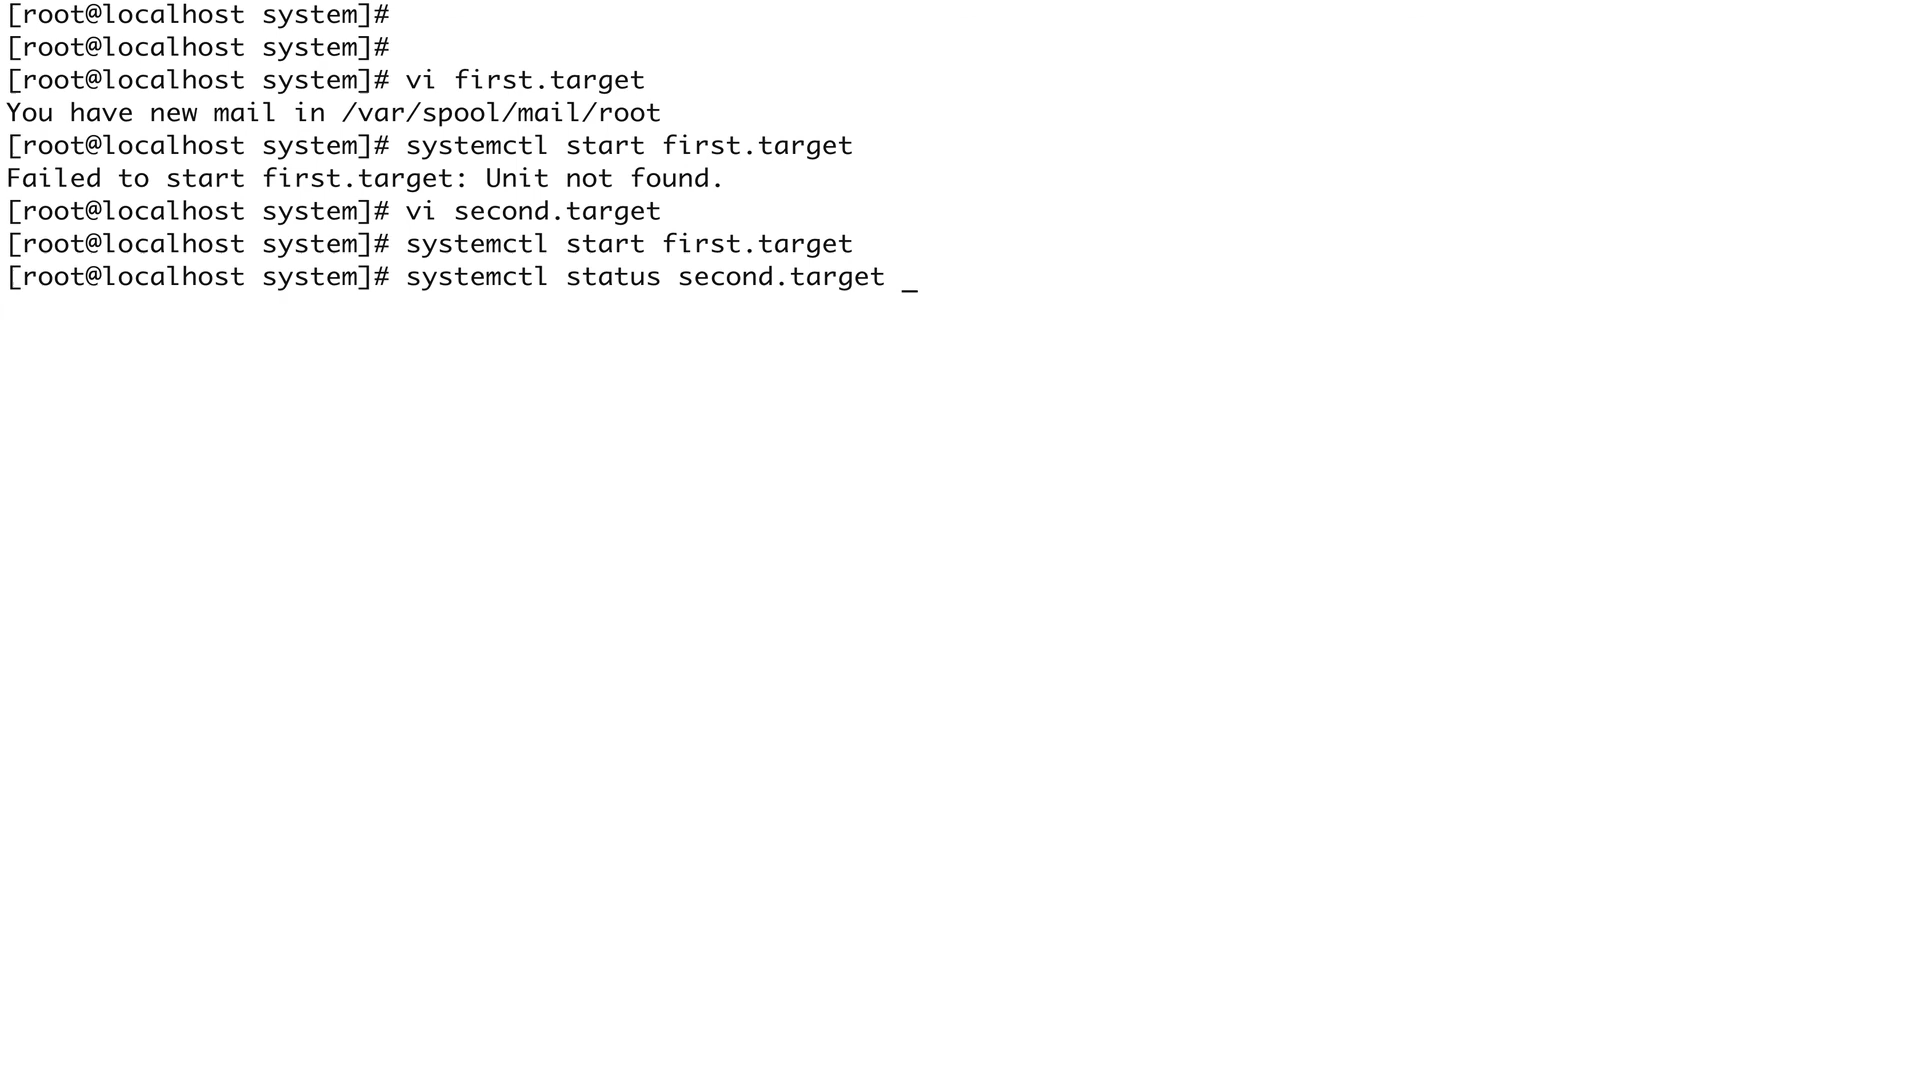 [root@localhost system]#
[root@localhost system]#
[root@localhost system]# vi first.target
You have new mail in /var/spool/mail/root
[root@localhost system]# systemctl start first.target
Failed to start first.target: Unit not found.
[root@localhost system]# vi second.target
[root@localhost system]# systemctl start first.target
[root@localhost system]# systemctl status second.target _